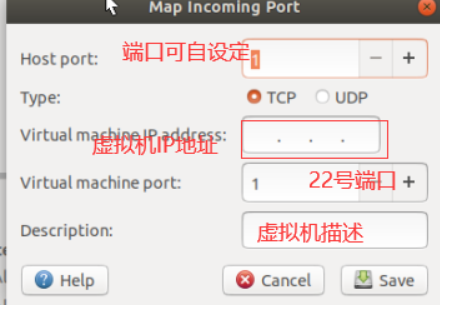 Map Incoming Port
Host port: 端口可自设定 1 − +
Type: TCP UDP
Virtual machine IP address: . . .
虚拟机IP地址
Virtual machine port: 1 22号端口 +
Description: 虚拟机描述
Help Cancel Save